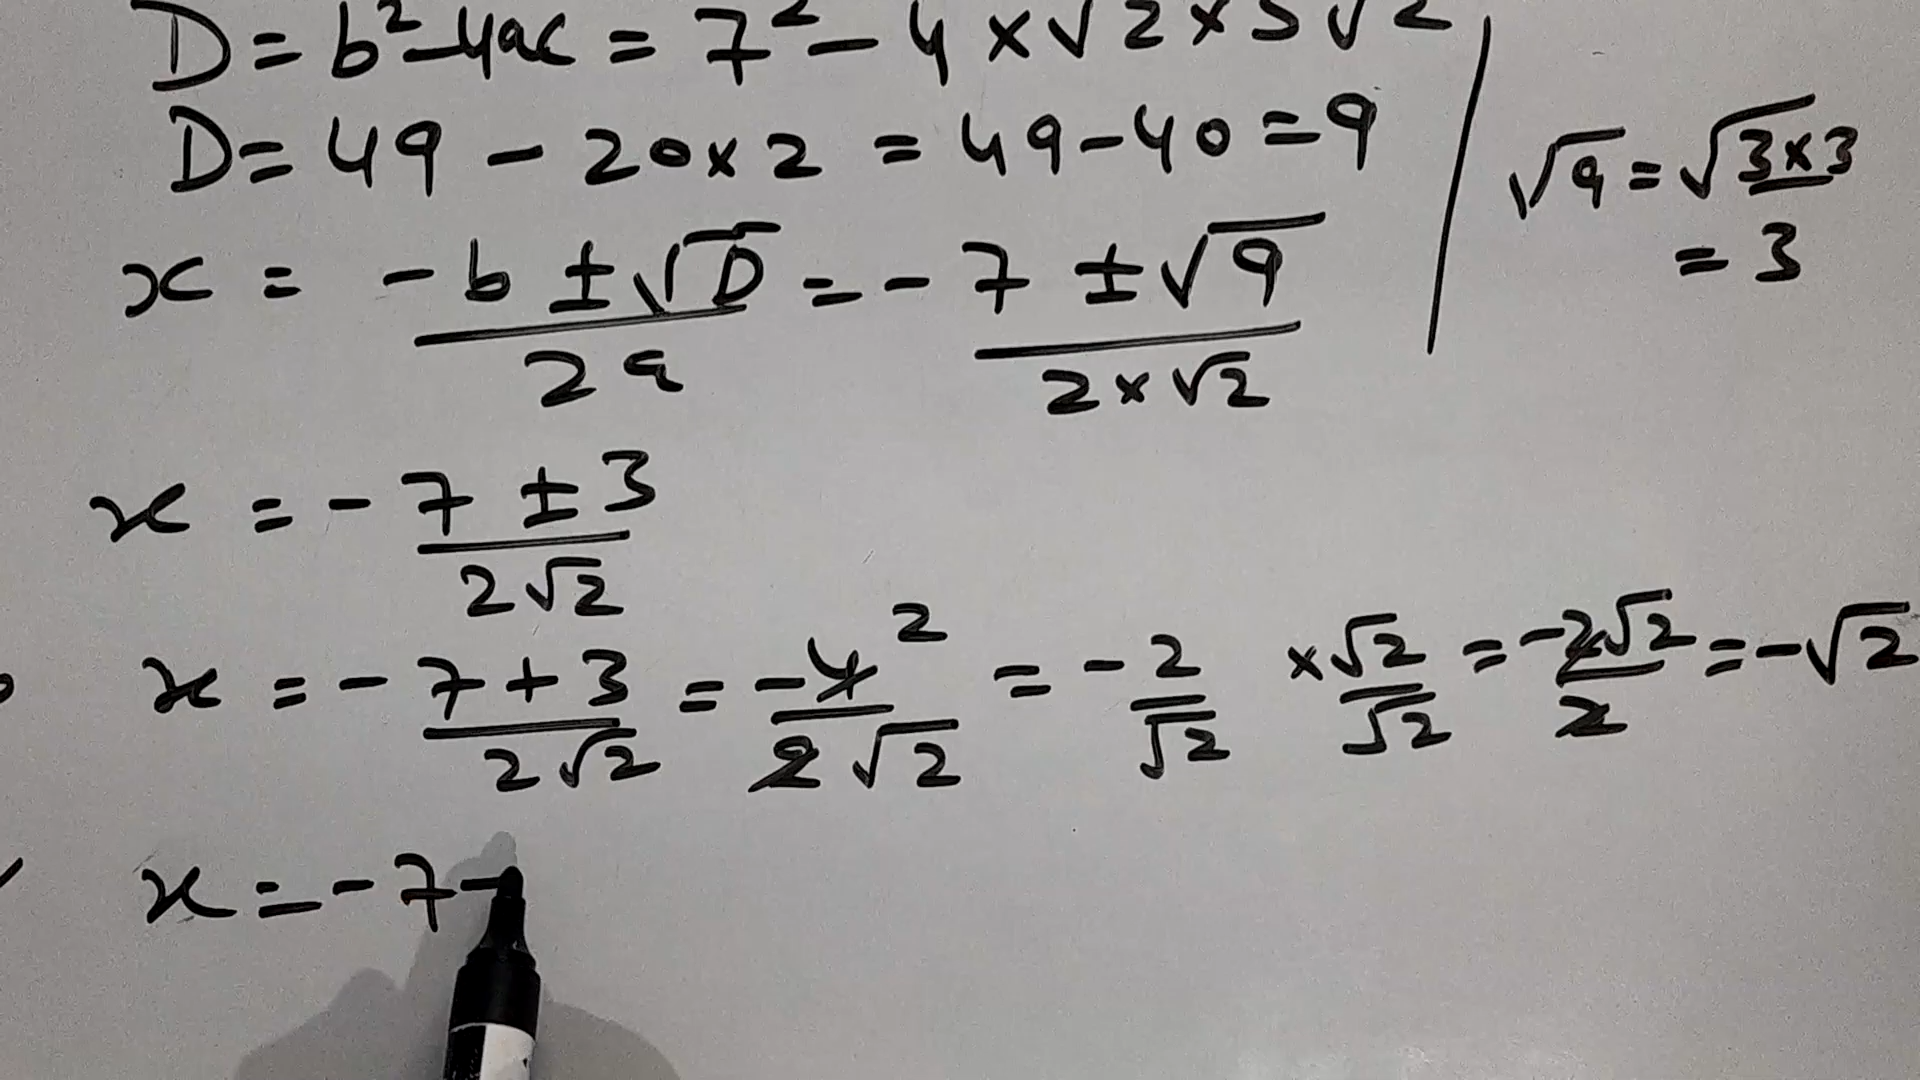 D = b² - 4ac = 7² - 4 × √2 × 5√2
D = 49 - 20 × 2 = 49 - 40 = 9
√9 = √3×3
= 3
x = -b ± √D / 2a = -7 ± √9 / 2 × √2
x = -7 ± 3 / 2√2
x = -7 + 3 / 2√2 = -4 2 / 2√2 = -2 / √2 × √2 / √2 = -2√2 / 2 = -√2
x = -7 -